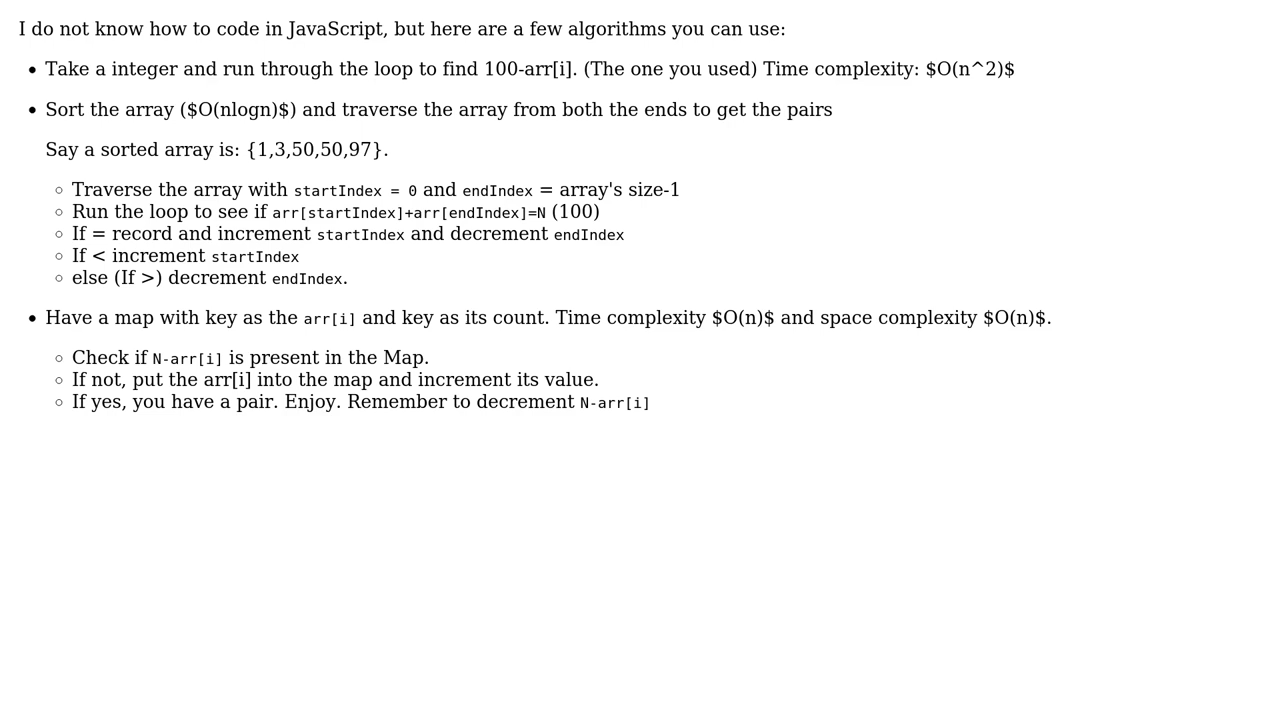 I do not know how to code in JavaScript, but here are a few algorithms you can use:
Take a integer and run through the loop to find 100-arr[i]. (The one you used) Time complexity: $O(n^2)$
Sort the array ($O(nlogn)$) and traverse the array from both the ends to get the pairs
Say a sorted array is: {1,3,50,50,97}.
Traverse the array with startIndex = 0 and endIndex = array's size-1
Run the loop to see if arr[startIndex]+arr[endIndex]=N (100)
If = record and increment startIndex and decrement endIndex
If < increment startIndex
else (If >) decrement endIndex.
Have a map with key as the arr[i] and key as its count. Time complexity $O(n)$ and space complexity $O(n)$.
Check if N-arr[i] is present in the Map.
If not, put the arr[i] into the map and increment its value.
If yes, you have a pair. Enjoy. Remember to decrement N-arr[i]